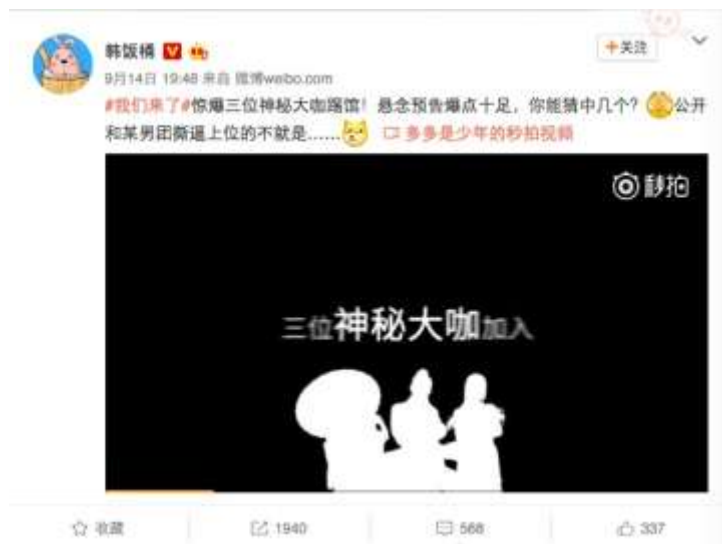 韩饭桶
+关注
9月14日 19:48 来自 微博weibo.com
#我们来了#惊爆三位神秘大咖踢馆！悬念预告爆点十足，你能猜中几个？公开
和某男团撕逼上位的不就是…… 多多是少年的秒拍视频
秒拍
三位神秘大咖加入
收藏
1940
568
337